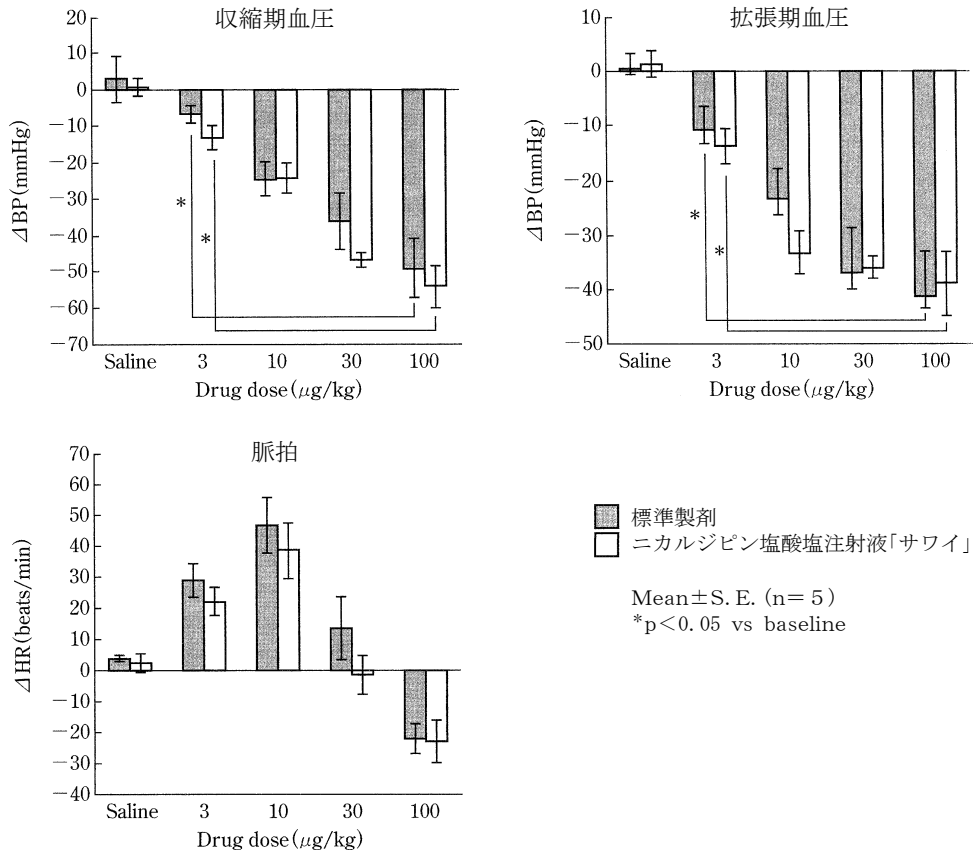 収縮期血圧
20
10
0
−10
−20
−30
−40
−50
−60
−70
ΔBP(mmHg)
*
*
Saline 3 10 30 100
Drug dose(μg/kg)
拡張期血圧
10
0
−10
−20
−30
−40
−50
ΔBP(mmHg)
*
*
Saline 3 10 30 100
Drug dose(μg/kg)
脈拍
70
60
50
40
30
20
10
0
−10
−20
−30
−40
ΔHR(beats/min)
Saline 3 10 30 100
Drug dose(μg/kg)
標準製剤
ニカルジピン塩酸塩注射液「サワイ」
Mean±S.E.(n=5)
*p<0.05 vs baseline